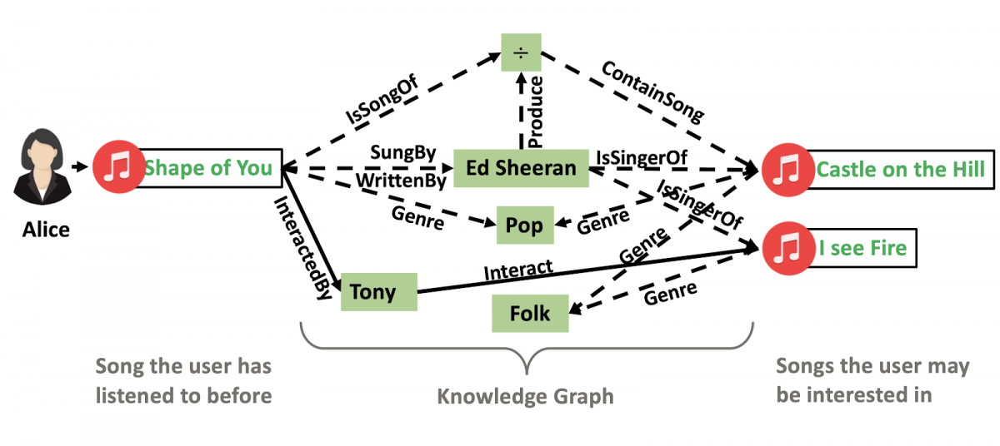 ÷
ContainSong
IsSongOf
Produce
SungBy
Ed Sheeran
IsSingerOf
Shape of You
Castle on the Hill
WrittenBy
IsSingerOf
Genre
Pop
Genre
Alice
InteractedBy
Genre
I see Fire
Interact
Tony
Genre
Folk
Song the user has
listened to before
Knowledge Graph
Songs the user may
be interested in